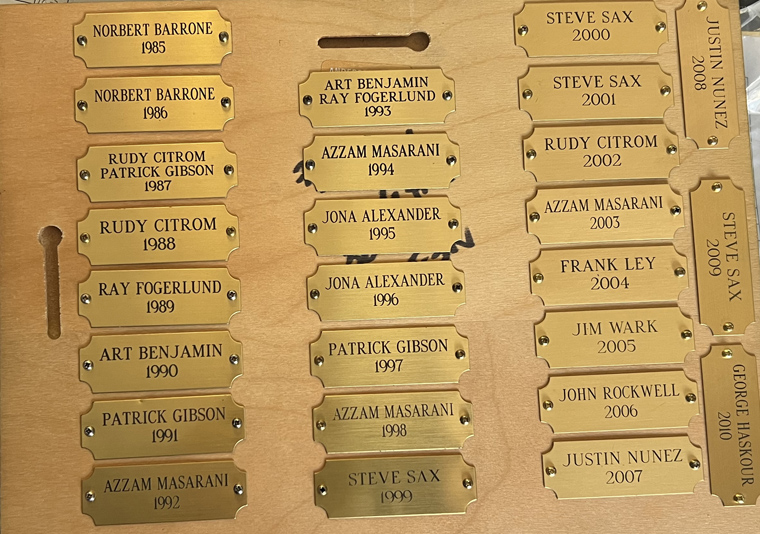 NORBERT BARRONE
1985
NORBERT BARRONE
1986
RUDY CITROM
PATRICK GIBSON
1987
RUDY CITROM
1988
RAY FOGERLUND
1989
ART BENJAMIN
1990
PATRICK GIBSON
1991
AZZAM MASARANI
1992
ART BENJAMIN
RAY FOGERLUND
1993
AZZAM MASARANI
1994
JONA ALEXANDER
1995
JONA ALEXANDER
1996
PATRICK GIBSON
1997
AZZAM MASARANI
1998
STEVE SAX
1999
STEVE SAX
2000
STEVE SAX
2001
RUDY CITROM
2002
AZZAM MASARANI
2003
FRANK LEY
2004
JIM WARK
2005
JOHN ROCKWELL
2006
JUSTIN NUNEZ
2007
JUSTIN NUNEZ
2008
STEVE SAX
2009
GEORGE HASKOUR
2010